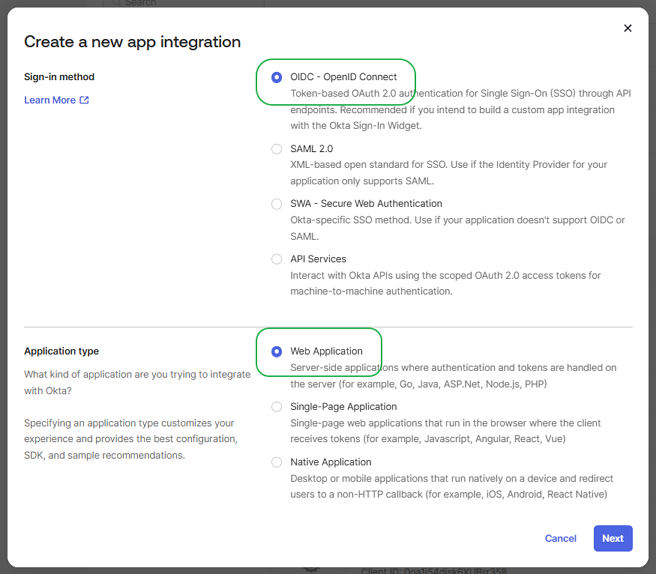 Search
Create a new app integration
Sign-in method
Learn More
OIDC - OpenID Connect
Token-based OAuth 2.0 authentication for Single Sign-On (SSO) through API
endpoints. Recommended if you intend to build a custom app integration
with the Okta Sign-In Widget.
SAML 2.0
XML-based open standard for SSO. Use if the Identity Provider for your
application only supports SAML.
SWA - Secure Web Authentication
Okta-specific SSO method. Use if your application doesn't support OIDC or
SAML.
API Services
Interact with Okta APIs using the scoped OAuth 2.0 access tokens for
machine-to-machine authentication.
Application type
What kind of application are you trying to integrate
with Okta?
Specifying an application type customizes your
experience and provides the best configuration,
SDK, and sample recommendations.
Web Application
Server-side applications where authentication and tokens are handled on
the server (for example, Go, Java, ASP.Net, Node.js, PHP)
Single-Page Application
Single-page web applications that run in the browser where the client
receives tokens (for example, Javascript, Angular, React, Vue)
Native Application
Desktop or mobile applications that run natively on a device and redirect
users to a non-HTTP callback (for example, iOS, Android, React Native)
Cancel
Next
Client ID: